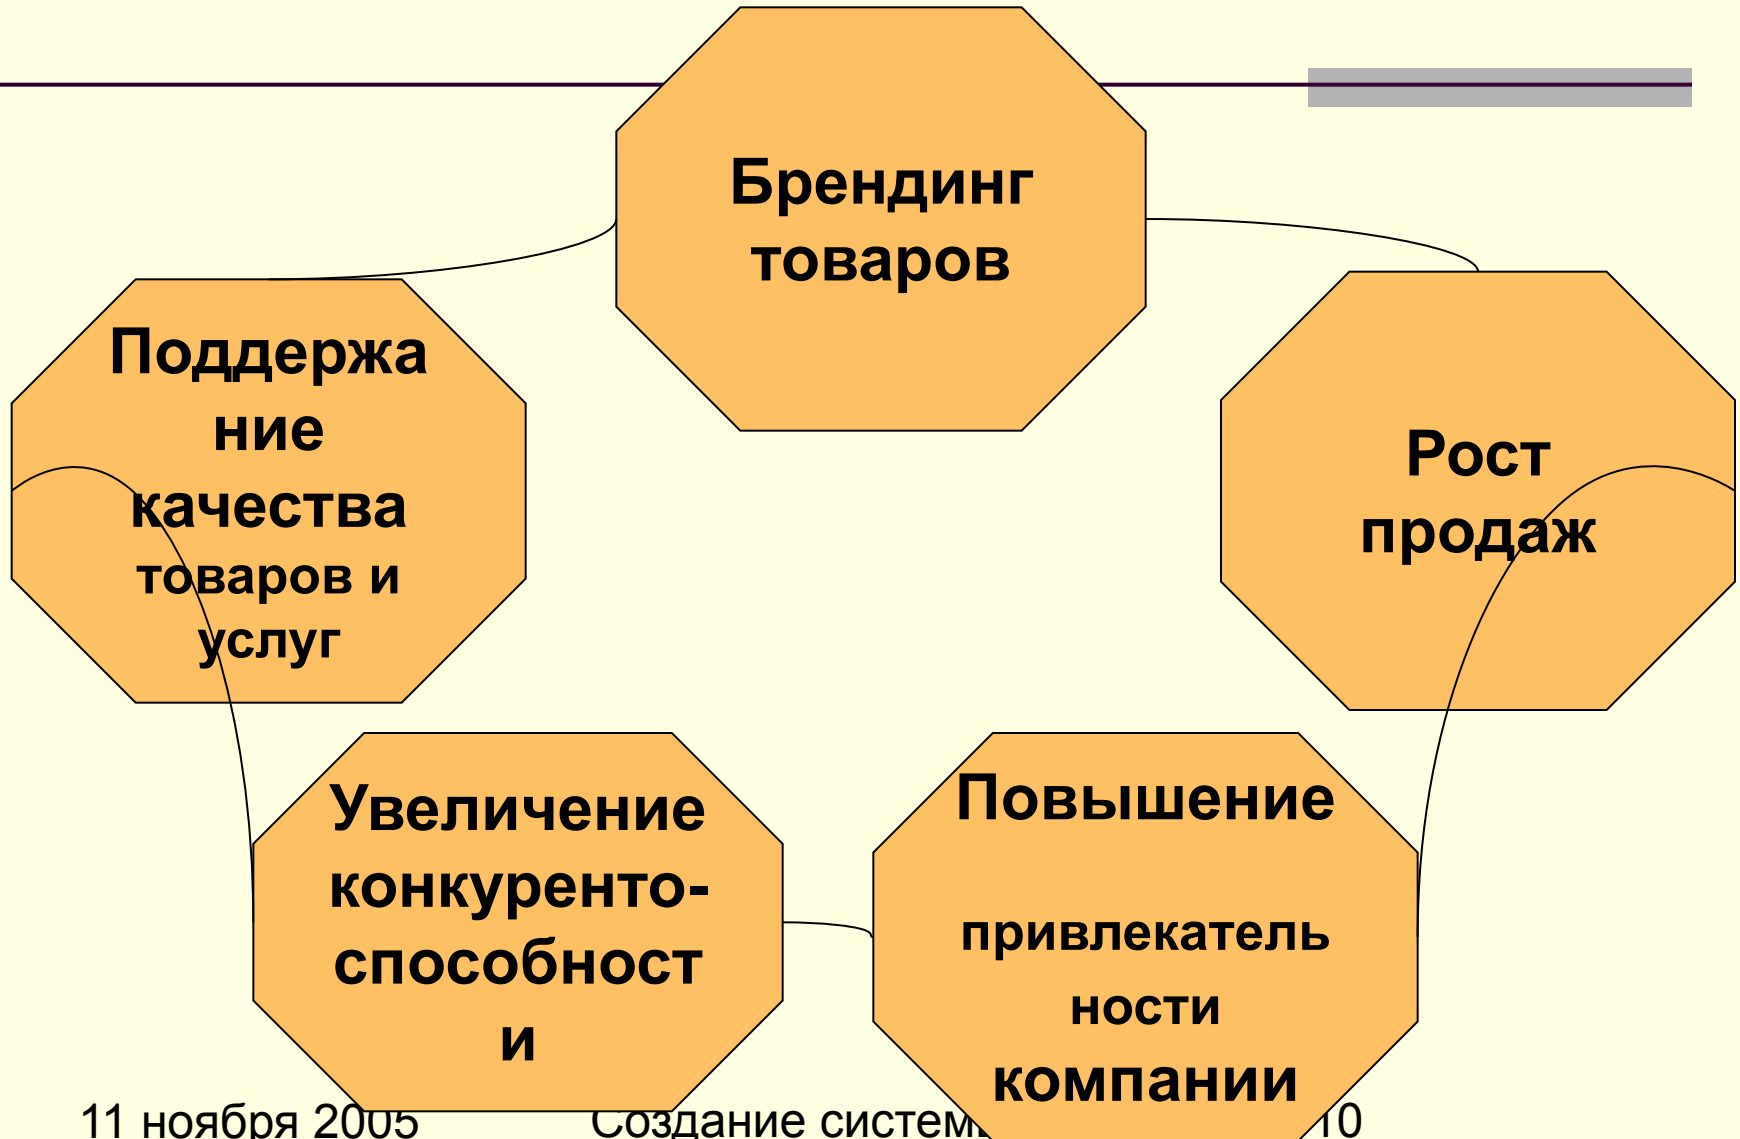 Брендинг
товаров
Поддержа
ние
качества
товаров и
услуг
Рост
продаж
Увеличение
конкуренто-
способност
и
Повышение
привлекатель
ности
компании
11 ноября 2005
Создание
10